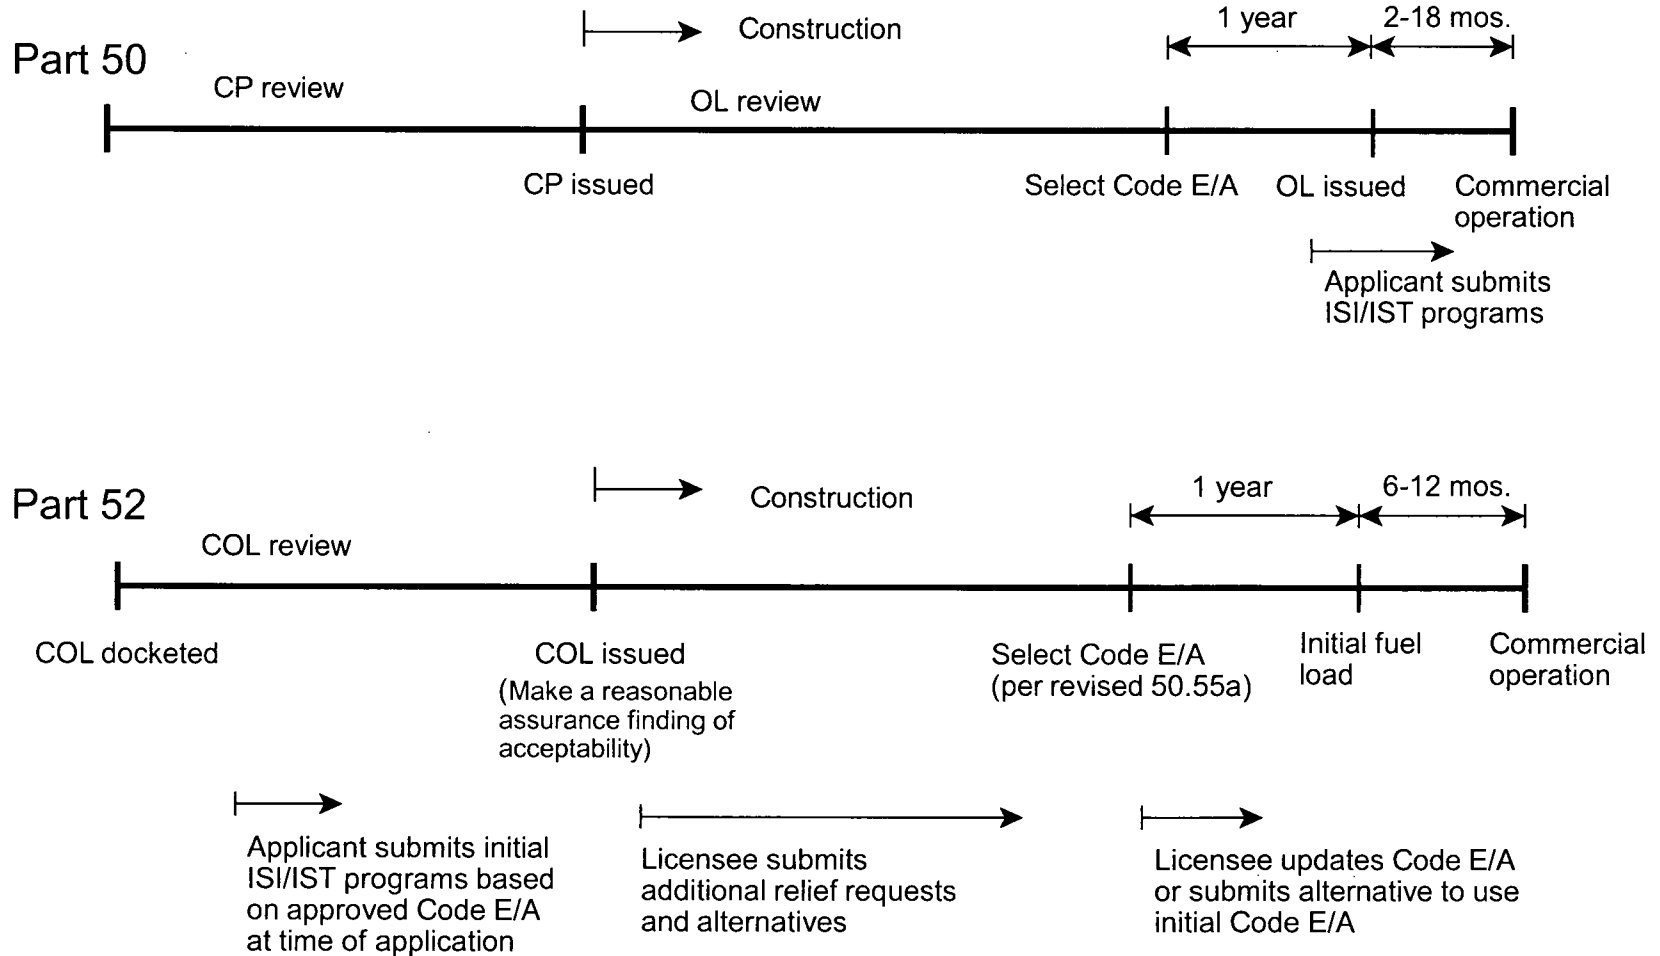 Part 50
Construction
1 year
2-18 mos.
CP review
OL review
CP issued
Select Code E/A
OL issued
Commercial
operation
Applicant submits
ISI/IST programs
Part 52
Construction
1 year
6-12 mos.
COL review
COL docketed
COL issued
(Make a reasonable
assurance finding of
acceptability)
Select Code E/A
(per revised 50.55a)
Initial fuel
load
Commercial
operation
Applicant submits initial
ISI/IST programs based
on approved Code E/A
at time of application
Licensee submits
additional relief requests
and alternatives
Licensee updates Code E/A
or submits alternative to use
initial Code E/A